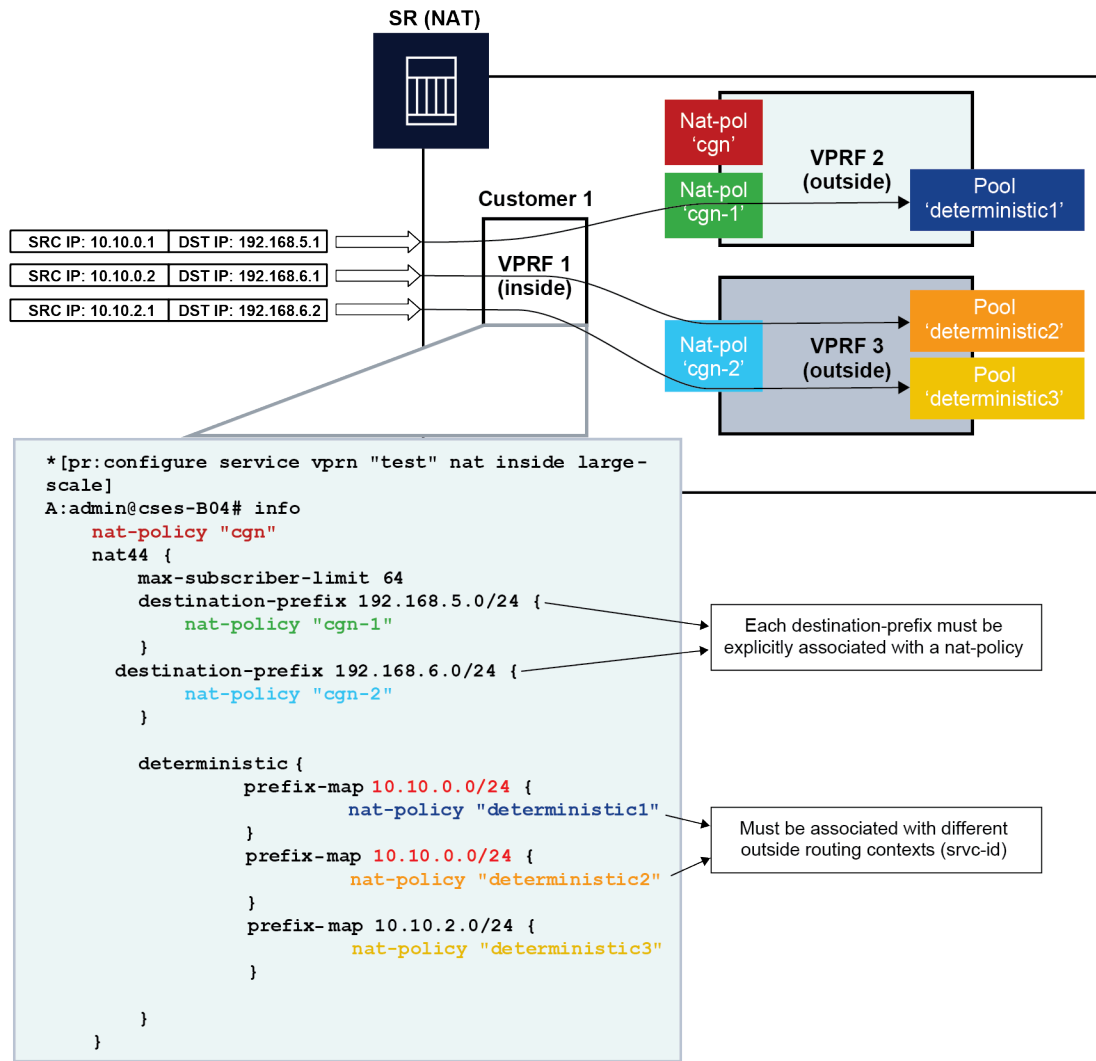 SR (NAT)
Nat-pol
‘cgn’
VPRF 2
(outside)
Nat-pol
‘cgn-1’
Pool
‘deterministic1’
Customer 1
SRC IP: 10.10.0.1 DST IP: 192.168.5.1
SRC IP: 10.10.0.2 DST IP: 192.168.6.1
SRC IP: 10.10.2.1 DST IP: 192.168.6.2
VPRF 1
(inside)
Pool
‘deterministic2’
Nat-pol
‘cgn-2’
VPRF 3
(outside)
Pool
‘deterministic3’
*[pr:configure service vprn "test" nat inside large-
scale]
A:admin@cses-B04# info
nat-policy "cgn"
nat44 {
max-subscriber-limit 64
destination-prefix 192.168.5.0/24 {
nat-policy "cgn-1"
}
destination-prefix 192.168.6.0/24 {
nat-policy "cgn-2"
}
deterministic {
prefix-map 10.10.0.0/24 {
nat-policy "deterministic1"
}
prefix-map 10.10.0.0/24 {
nat-policy "deterministic2"
}
prefix-map 10.10.2.0/24 {
nat-policy "deterministic3"
}
}
}
Each destination-prefix must be
explicitly associated with a nat-policy
Must be associated with different
outside routing contexts (srvc-id)